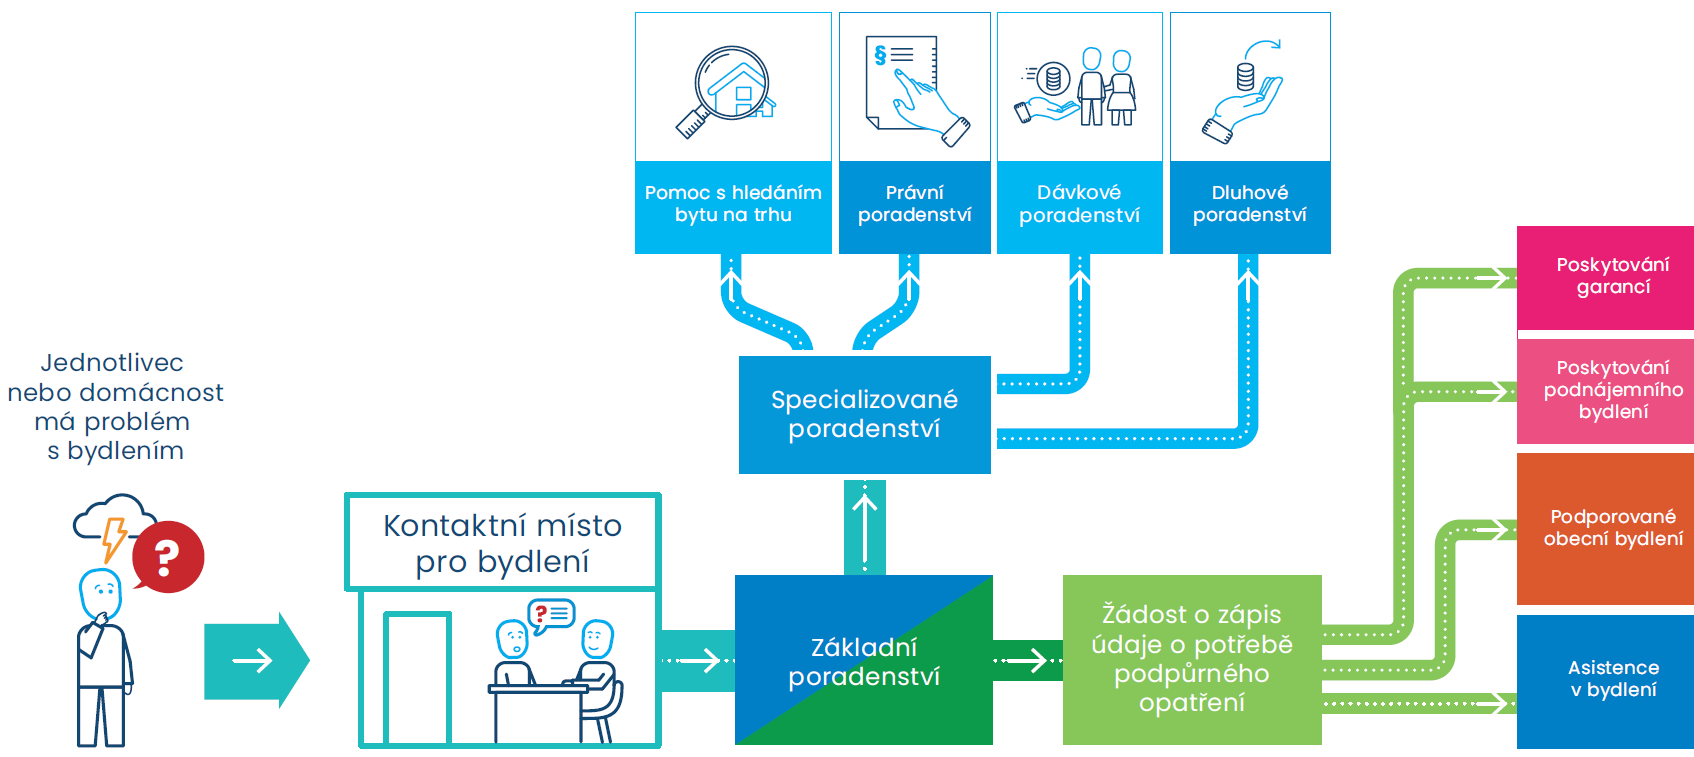 Pomoc s hledáním
bytu na trhu
Právní
poradenství
Dávkové
poradenství
Dluhové
poradenství
Poskytování
garancí
Jednotlivec
nebo domácnost
má problém
s bydlením
Specializované
poradenství
Poskytování
podnájemního
bydlení
Podporované
obecní bydlení
§
?
Kontaktní místo
pro bydlení
?
Základní
poradenství
Žádost o zápis
údaje o potřebě
podpůrného
opatření
Asistence
v bydlení